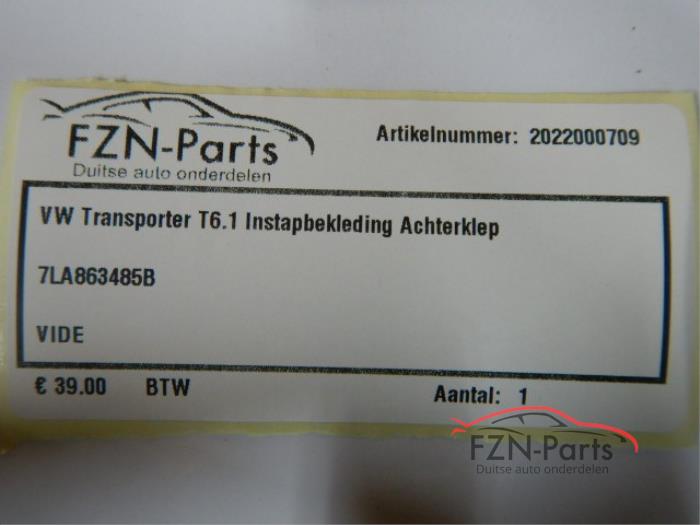 FZN-Parts
Duitse auto onderdelen
Artikelnummer: 2022000709
VW Transporter T6.1 Instapbekleding Achterklep
7LA863485B
VIDE
€ 39.00 BTW Aantal: 1
FZN-Parts
Duitse auto onderdelen